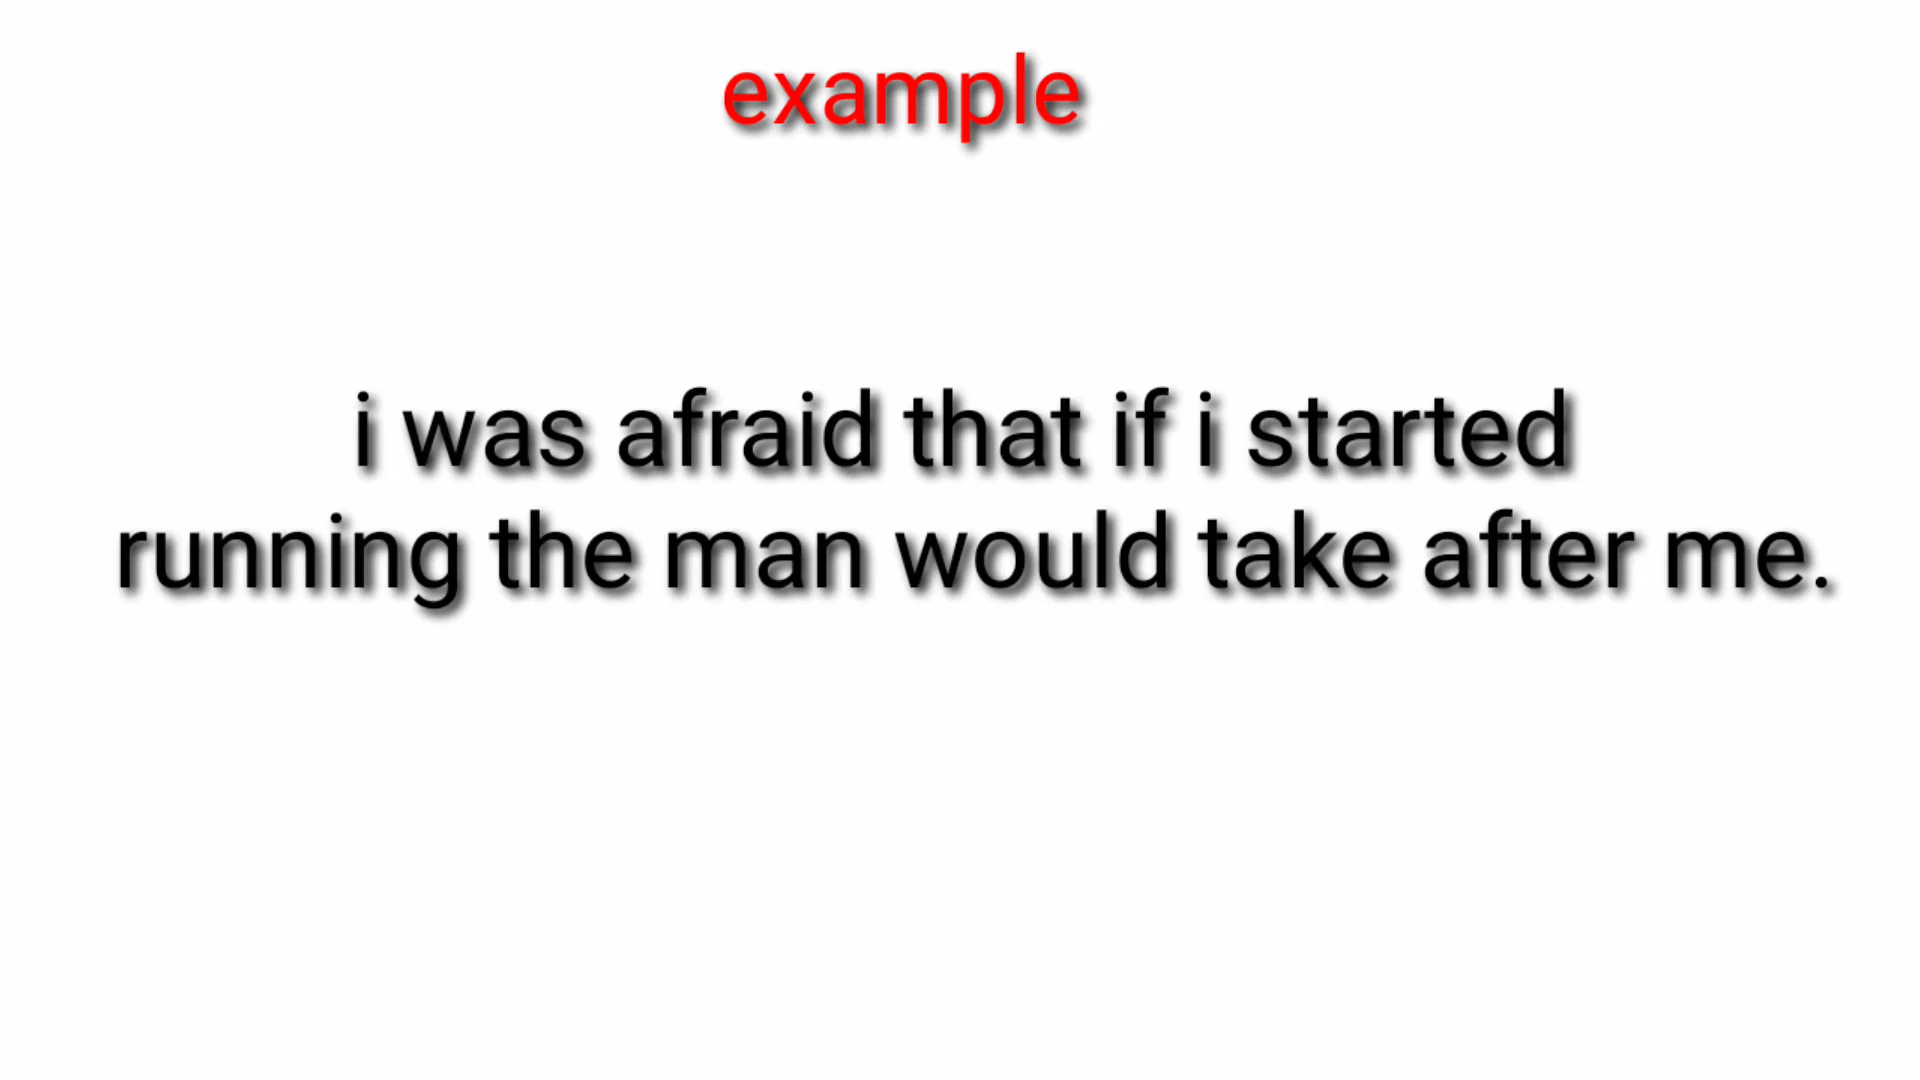 example
i was afraid that if i started
running the man would take after me.